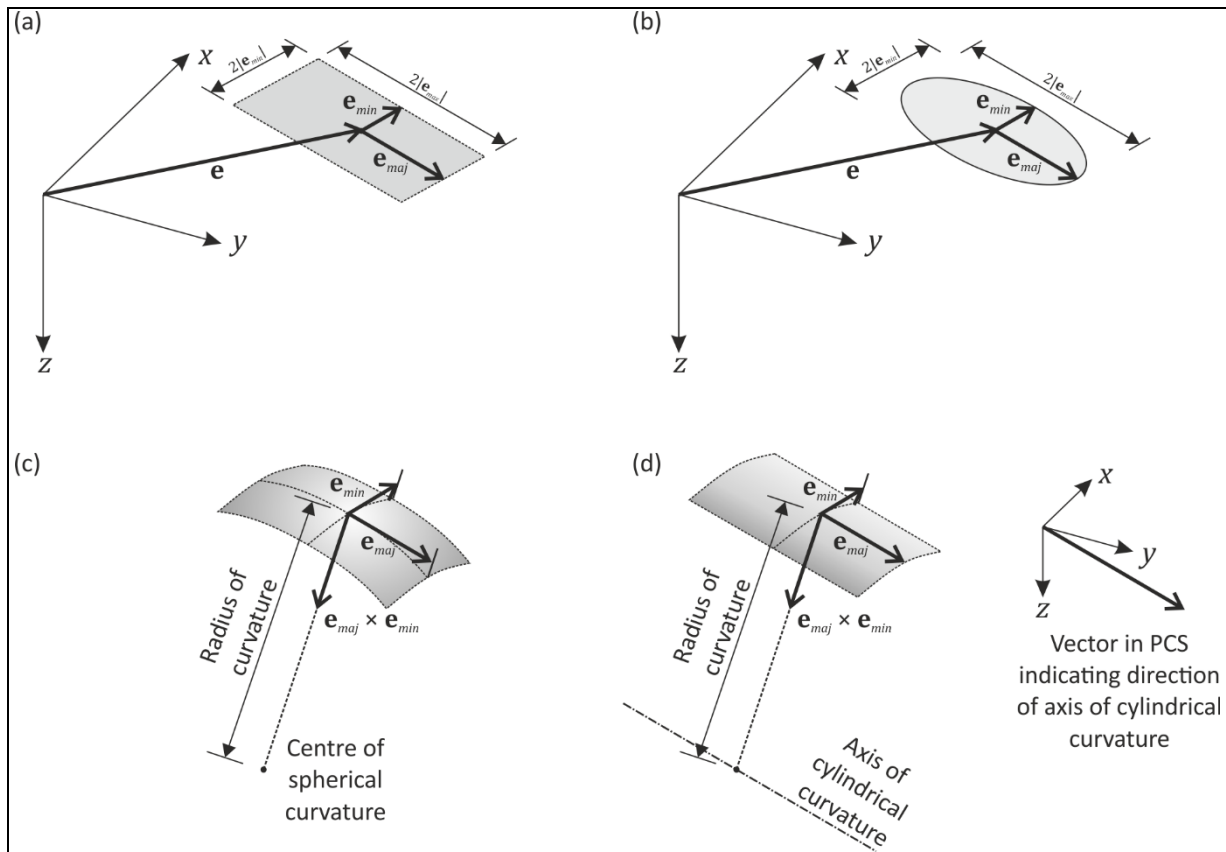 (a)
x
2|e_min|
2|e_max|
e_min
e_maj
e
y
z
(b)
x
2|e_min|
2|e_max|
e_min
e_maj
e
y
z
(c)
e_min
e_maj
e_maj × e_min
Radius of
curvature
Centre of
spherical
curvature
(d)
e_min
e_maj
e_maj × e_min
Radius of
curvature
Axis of
cylindrical
curvature
x
y
z
Vector in PCS
indicating direction
of axis of cylindrical
curvature